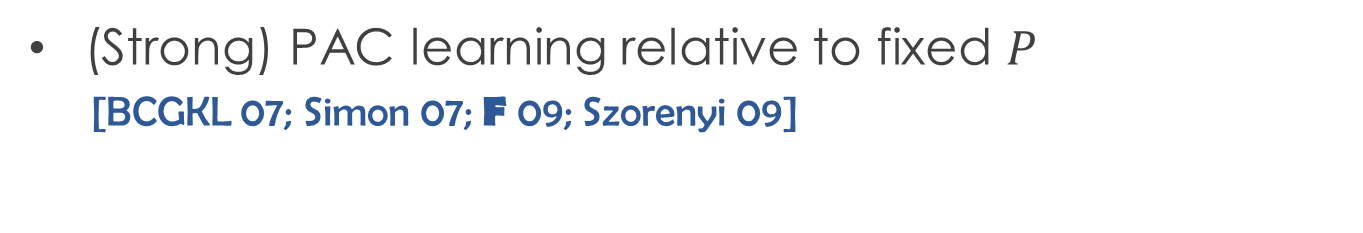 • (Strong) PAC learning relative to fixed P
[BCGKL 07; Simon 07; F 09; Szorenyi 09]